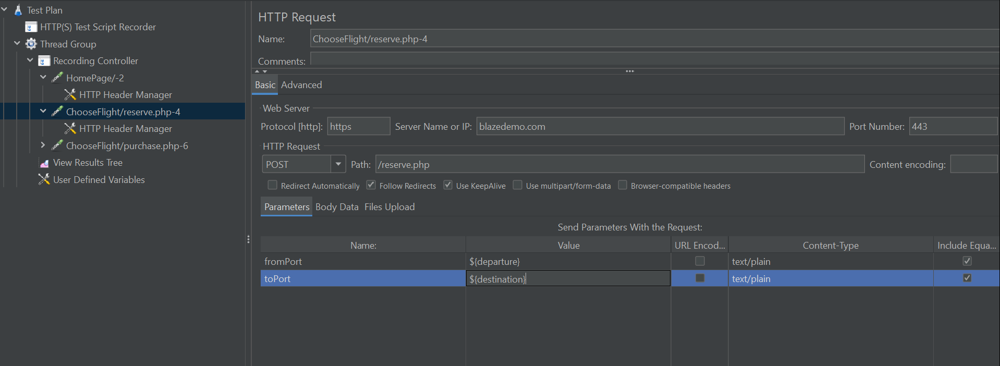 Test Plan
HTTP(S) Test Script Recorder
Thread Group
Recording Controller
HomePage/-2
HTTP Header Manager
ChooseFlight/reserve.php-4
HTTP Header Manager
ChooseFlight/purchase.php-6
View Results Tree
User Defined Variables
HTTP Request
Name: ChooseFlight/reserve.php-4
Comments:
Basic Advanced
Web Server
Protocol [http]: https Server Name or IP: blazedemo.com Port Number: 443
HTTP Request
POST Path: /reserve.php Content encoding:
Redirect Automatically Follow Redirects Use KeepAlive Use multipart/form-data Browser-compatible headers
Parameters Body Data Files Upload
Send Parameters With the Request:
Name: Value URL Encod... Content-Type Include Equa...
fromPort ${departure} text/plain
toPort ${destination} text/plain